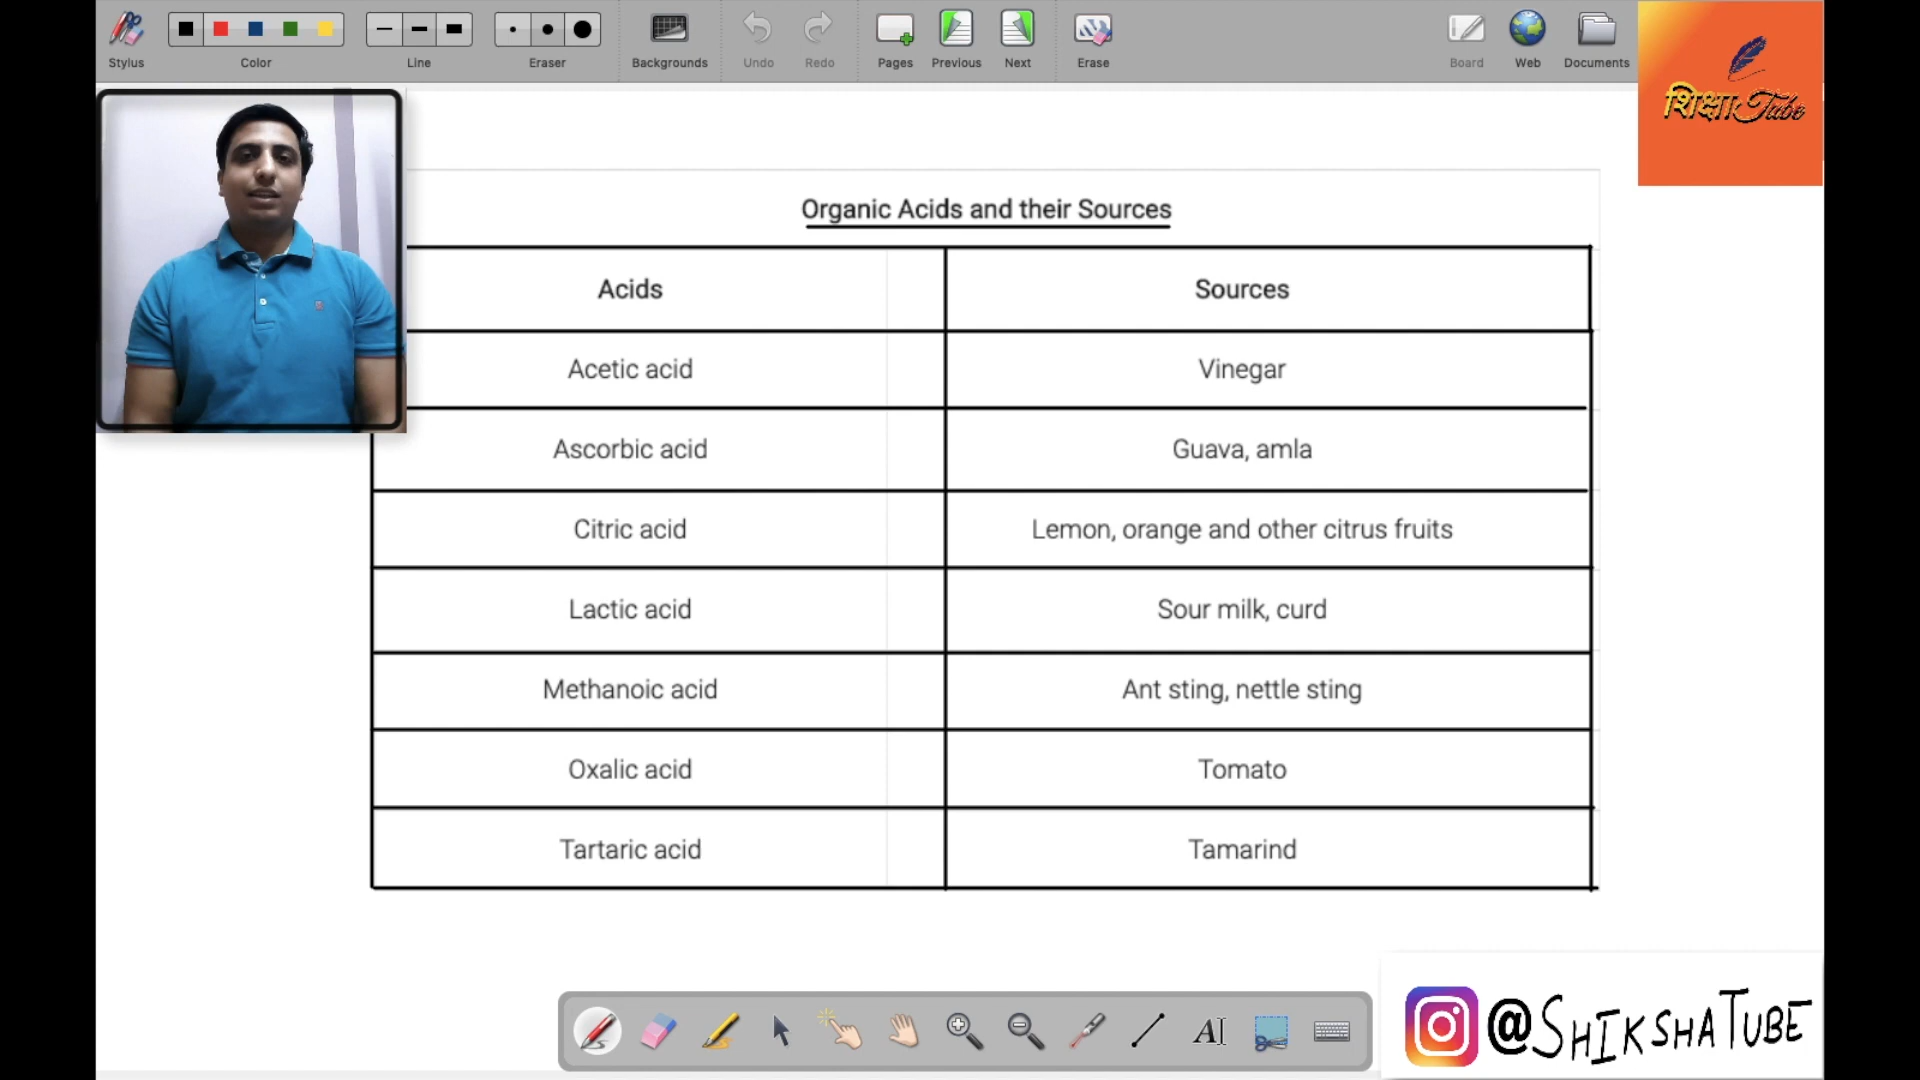 Stylus
Color
Line
Eraser
Backgrounds
Undo
Redo
Pages
Previous
Next
Erase
Board
Web
Documents
शिक्षा Tube
Organic Acids and their Sources
Acids Sources
Acetic acid Vinegar
Ascorbic acid Guava, amla
Citric acid Lemon, orange and other citrus fruits
Lactic acid Sour milk, curd
Methanoic acid Ant sting, nettle sting
Oxalic acid Tomato
Tartaric acid Tamarind
AI
@SHIKSHATUBE